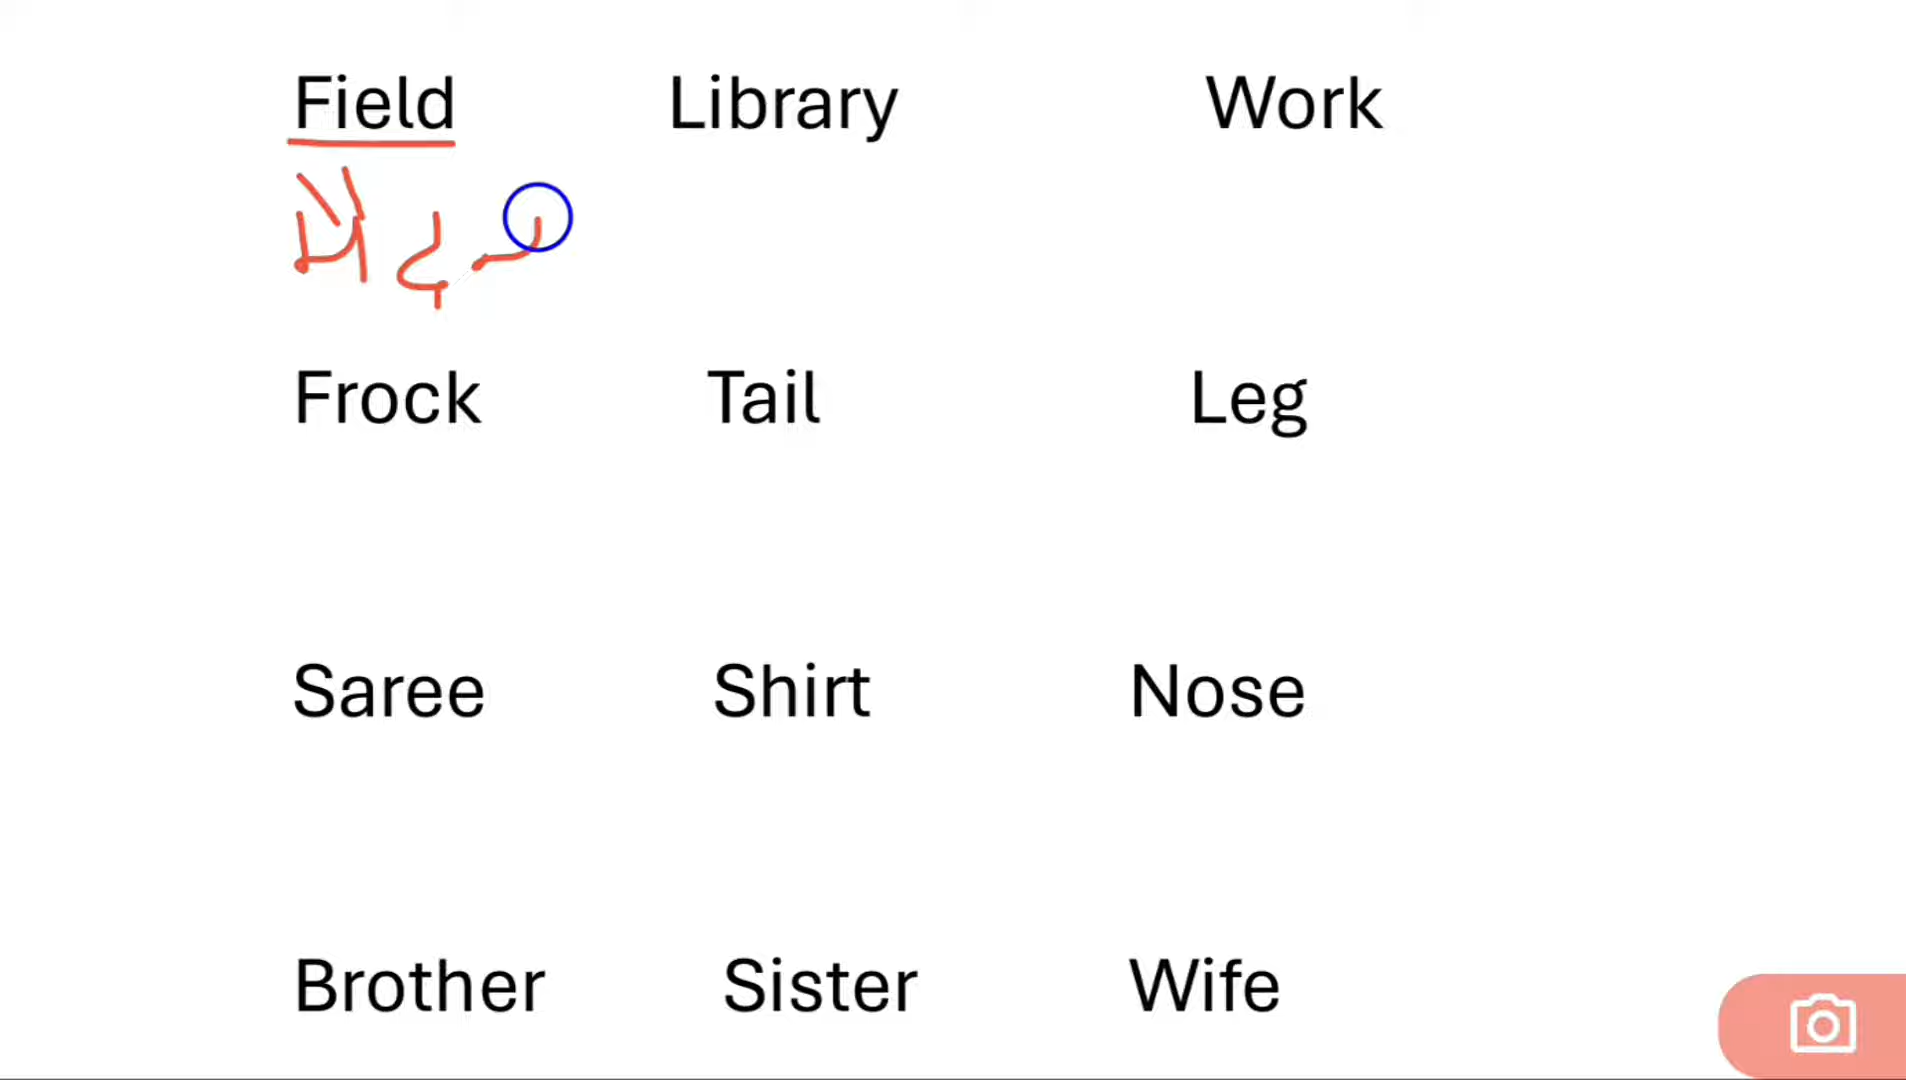 Field Library Work
Frock Tail Leg
Saree Shirt Nose
Brother Sister Wife